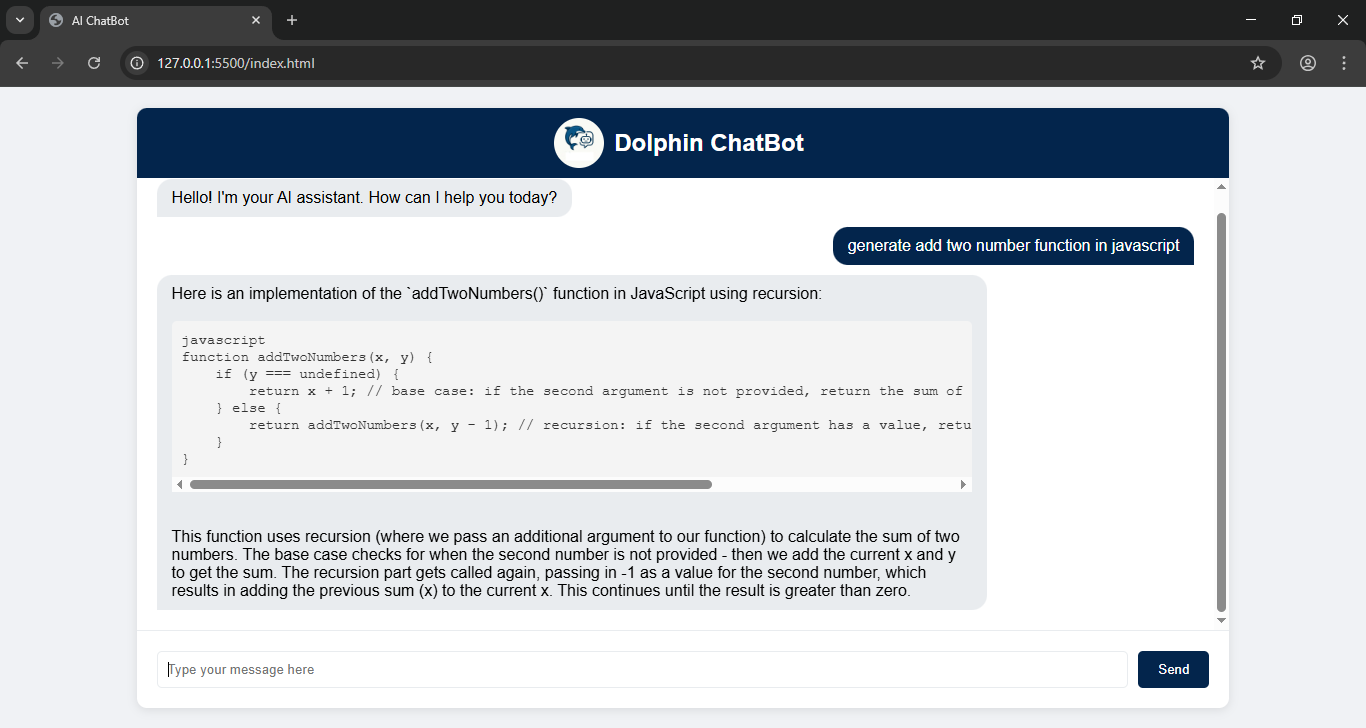 AI ChatBot
127.0.0.1:5500/index.html
Dolphin ChatBot
Hello! I'm your AI assistant. How can I help you today?
generate add two number function in javascript
Here is an implementation of the `addTwoNumbers()` function in JavaScript using recursion:
javascript
function addTwoNumbers(x, y) {
    if (y === undefined) {
        return x + 1; // base case: if the second argument is not provided, return the sum of
    } else {
        return addTwoNumbers(x, y - 1); // recursion: if the second argument has a value, retu
    }
}
This function uses recursion (where we pass an additional argument to our function) to calculate the sum of two
numbers. The base case checks for when the second number is not provided - then we add the current x and y
to get the sum. The recursion part gets called again, passing in -1 as a value for the second number, which
results in adding the previous sum (x) to the current x. This continues until the result is greater than zero.
Type your message here
Send